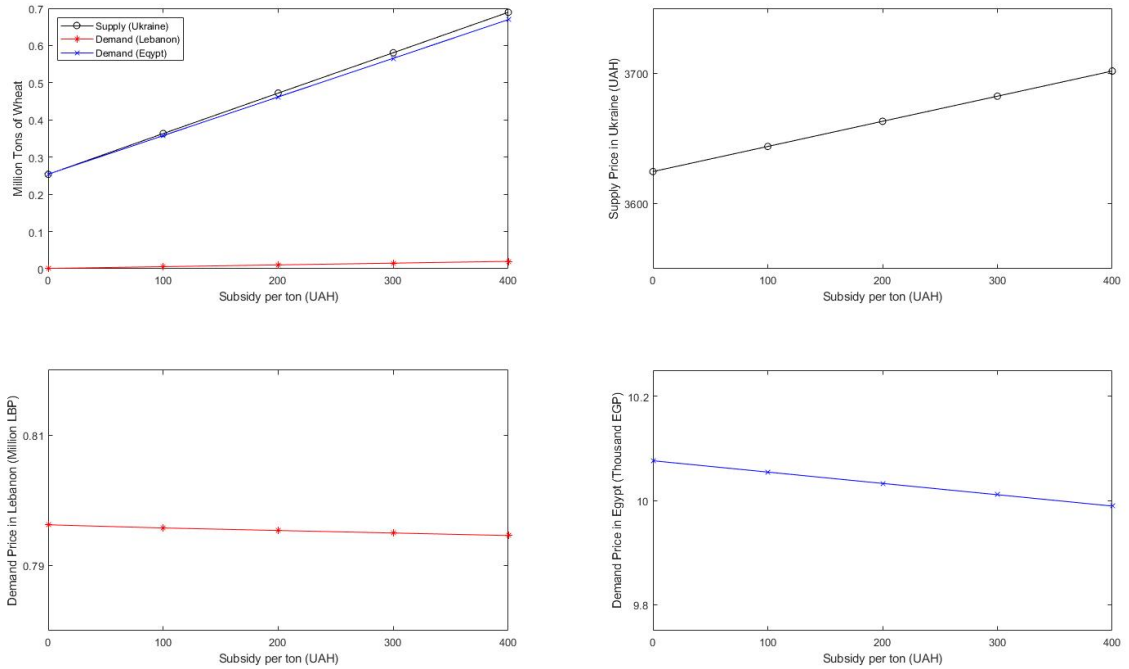 0.7
0.6
0.5
0.4
0.3
0.2
0.1
0
Million Tons of Wheat
Supply (Ukraine)
Demand (Lebanon)
Demand (Egypt)
0 100 200 300 400
Subsidy per ton (UAH)
3700
3600
Supply Price in Ukraine (UAH)
0 100 200 300 400
Subsidy per ton (UAH)
0.81
0.79
Demand Price in Lebanon (Million LBP)
0 100 200 300 400
Subsidy per ton (UAH)
10.2
10
9.8
Demand Price in Egypt (Thousand EGP)
0 100 200 300 400
Subsidy per ton (UAH)